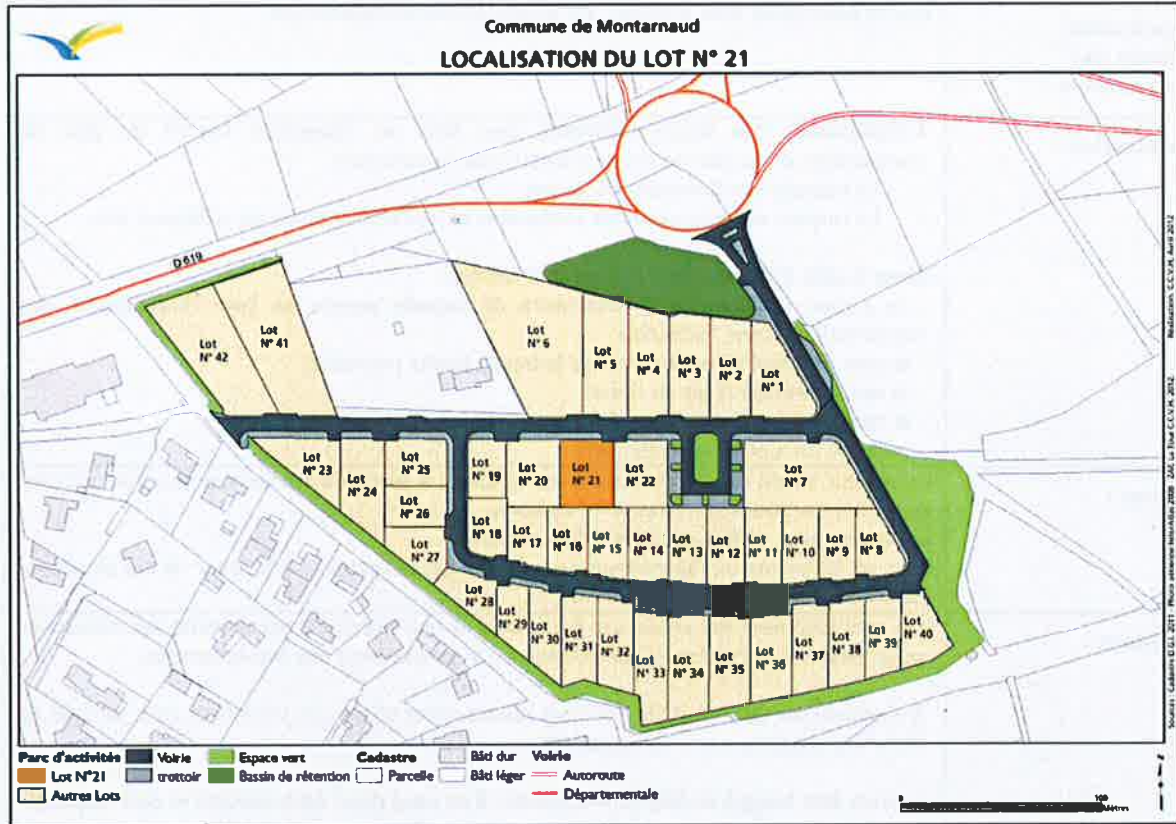 Commune de Montarnaud
LOCALISATION DU LOT N° 21
D 619
Lot N° 42
Lot N° 41
Lot N° 6
Lot N° 5
Lot N° 4
Lot N° 3
Lot N° 2
Lot N° 1
Lot N° 23
Lot N° 24
Lot N° 25
Lot N° 26
Lot N° 27
Lot N° 19
Lot N° 20
Lot N° 21
Lot N° 22
Lot N° 7
Lot N° 18
Lot N° 17
Lot N° 16
Lot N° 15
Lot N° 14
Lot N° 13
Lot N° 12
Lot N° 11
Lot N° 10
Lot N° 9
Lot N° 8
Lot N° 28
Lot N° 29
Lot N° 30
Lot N° 31
Lot N° 32
Lot N° 33
Lot N° 34
Lot N° 35
Lot N° 36
Lot N° 37
Lot N° 38
Lot N° 39
Lot N° 40
Parc d'activités
Lot N°21
Autres Lots
Voirie
trottoir
Espace vert
Bassin de rétention
Cadastre
Parcelle
Bâti dur
Bâti léger
Voirie
Autoroute
Départementale
0 100
Mètres